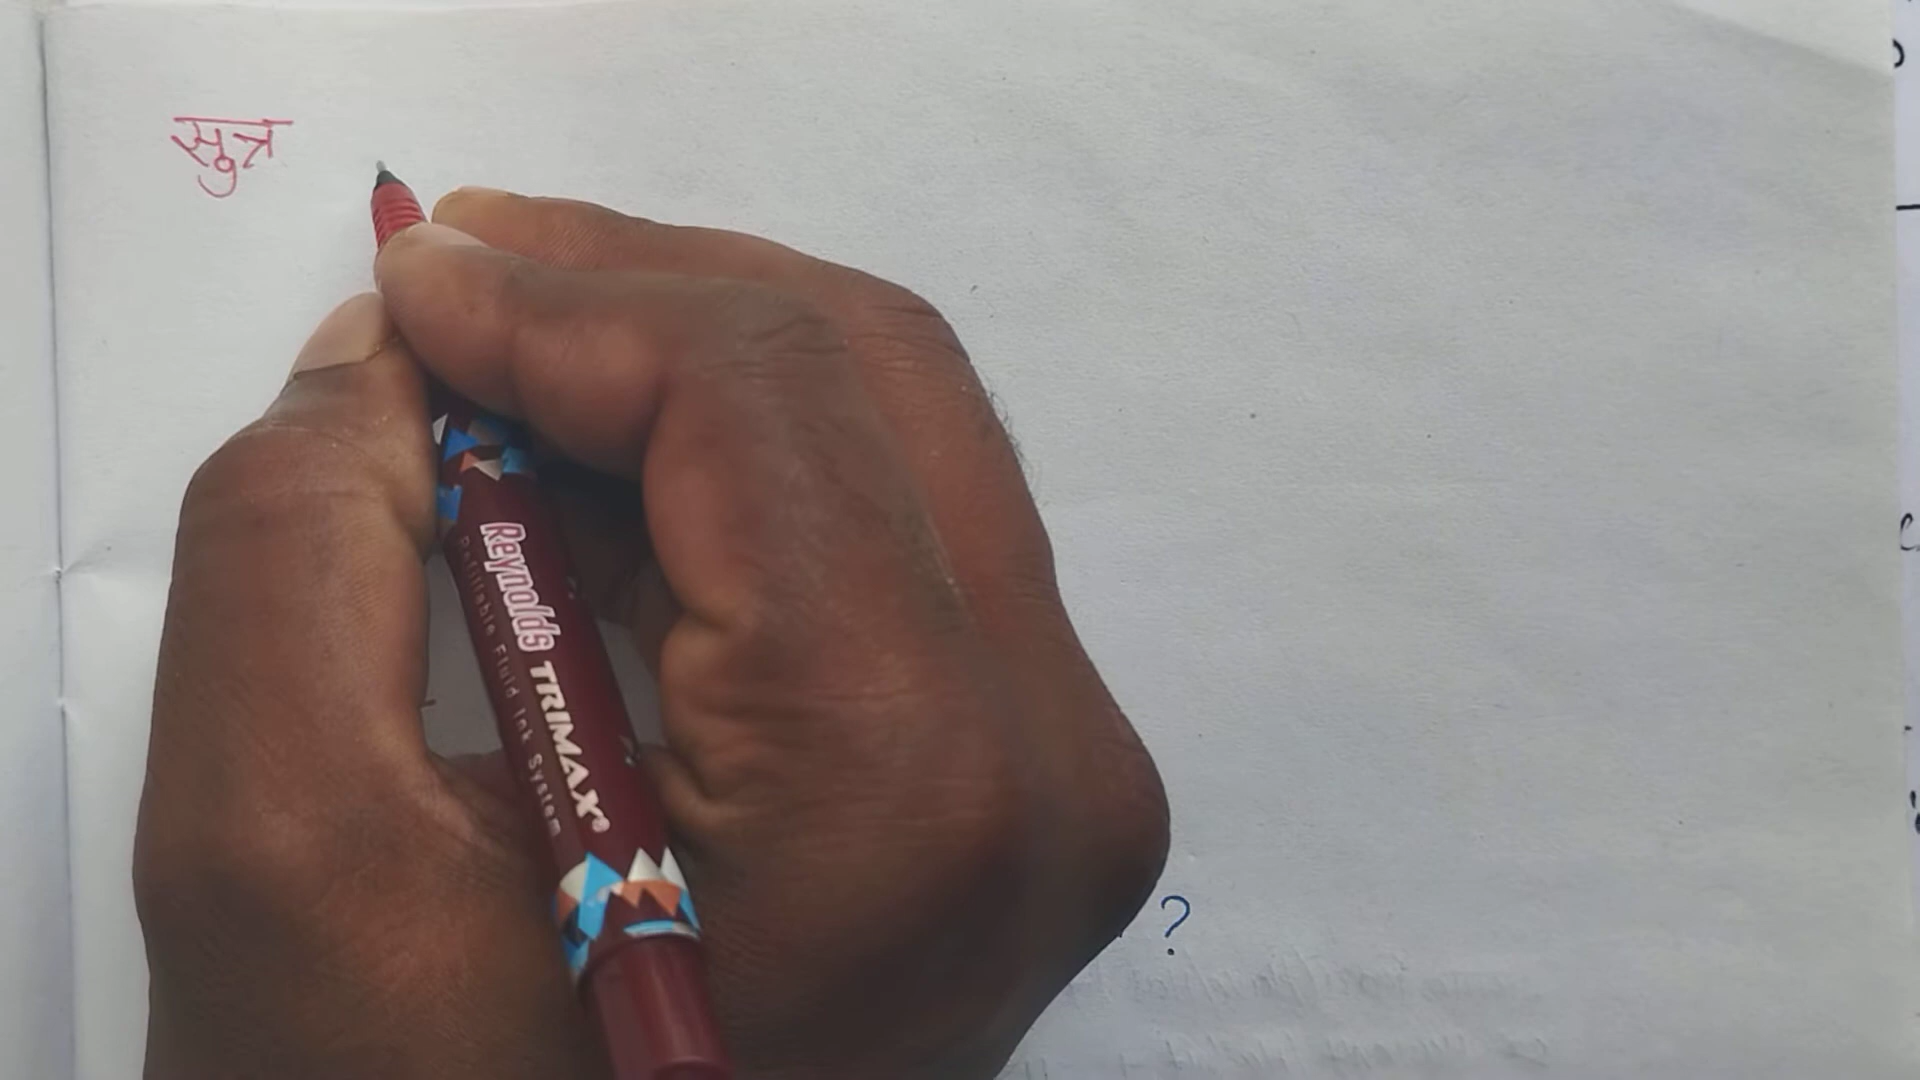 सुत्र
Reynolds TRIMAX®
Refillable Fluid Ink System
?